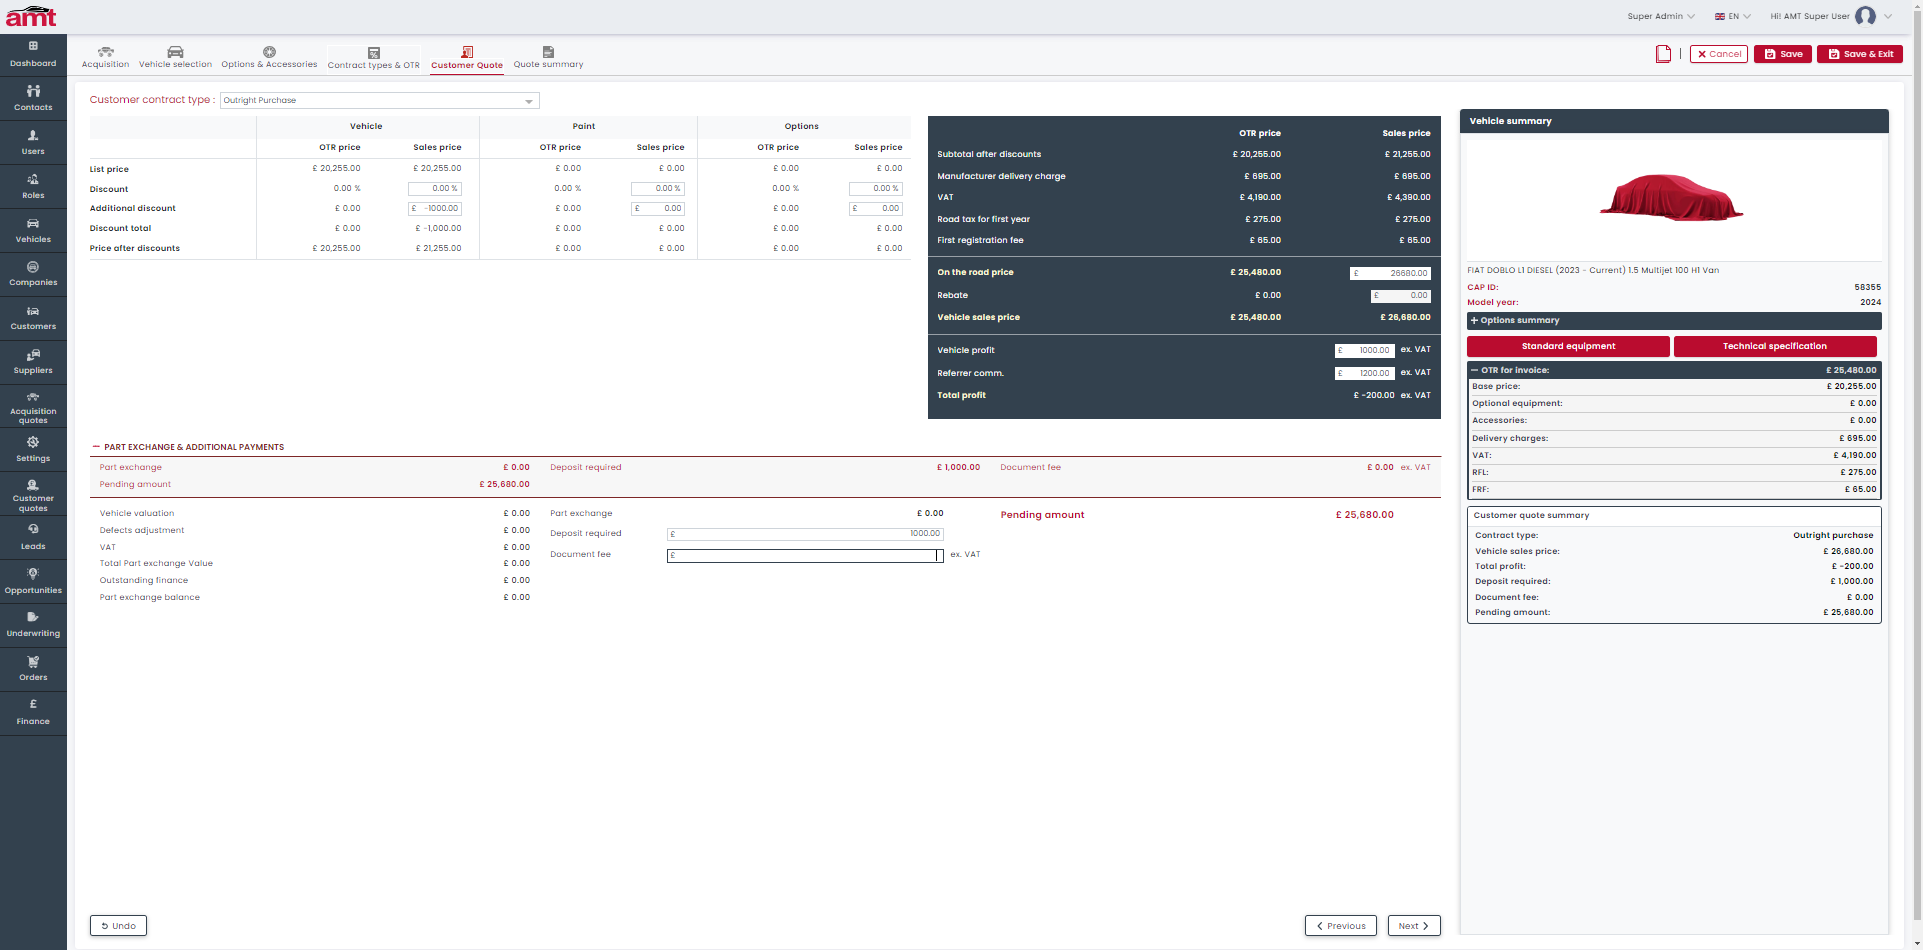 amt
Super Admin
EN
Hi! AMT Super User
Dashboard
Contacts
Users
Roles
Vehicles
Companies
Customers
Suppliers
Acquisition
quotes
Settings
Customer
quotes
Leads
Opportunities
Underwriting
Orders
£
Finance
Acquisition
Vehicle selection
Options & Accessories
Contract types & OTR
Customer Quote
Quote summary
Cancel
Save
Save & Exit
Customer contract type : Outright Purchase
Vehicle Paint Options
OTR price Sales price OTR price Sales price OTR price Sales price
List price £ 20,255.00 £ 20,255.00 £ 0.00 £ 0.00 £ 0.00 £ 0.00
Discount 0.00 % 0.00 % 0.00 % 0.00 % 0.00 % 0.00 %
Additional discount £ 0.00 £ -1000.00 £ 0.00 £ 0.00 £ 0.00 £ 0.00
Discount total £ 0.00 £ -1,000.00 £ 0.00 £ 0.00 £ 0.00 £ 0.00
Price after discounts £ 20,255.00 £ 21,255.00 £ 0.00 £ 0.00 £ 0.00 £ 0.00
OTR price Sales price
Subtotal after discounts £ 20,255.00 £ 21,255.00
Manufacturer delivery charge £ 695.00 £ 695.00
VAT £ 4,190.00 £ 4,390.00
Road tax for first year £ 275.00 £ 275.00
First registration fee £ 65.00 £ 65.00
On the road price £ 25,480.00 £ 26680.00
Rebate £ 0.00 £ 0.00
Vehicle sales price £ 25,480.00 £ 26,680.00
Vehicle profit £ 1000.00 ex. VAT
Referrer comm. £ 1200.00 ex. VAT
Total profit £ -200.00 ex. VAT
PART EXCHANGE & ADDITIONAL PAYMENTS
Part exchange £ 0.00 Deposit required £ 1,000.00 Document fee £ 0.00 ex. VAT
Pending amount £ 25,680.00
Vehicle valuation £ 0.00
Defects adjustment £ 0.00
VAT £ 0.00
Total Part exchange Value £ 0.00
Outstanding finance £ 0.00
Part exchange balance £ 0.00
Part exchange £ 0.00
Deposit required £ 1000.00
Document fee £ ex. VAT
Pending amount £ 25,680.00
Undo
Previous
Next
Vehicle summary
FIAT DOBLO L1 DIESEL (2023 - Current) 1.5 Multijet 100 H1 Van
CAP ID: 58355
Model year: 2024
Options summary
Standard equipment
Technical specification
OTR for invoice: £ 25,480.00
Base price: £ 20,255.00
Optional equipment: £ 0.00
Accessories: £ 0.00
Delivery charges: £ 695.00
VAT: £ 4,190.00
RFL: £ 275.00
FRF: £ 65.00
Customer quote summary
Contract type: Outright purchase
Vehicle sales price: £ 26,680.00
Total profit: £ -200.00
Deposit required: £ 1,000.00
Document fee: £ 0.00
Pending amount: £ 25,680.00